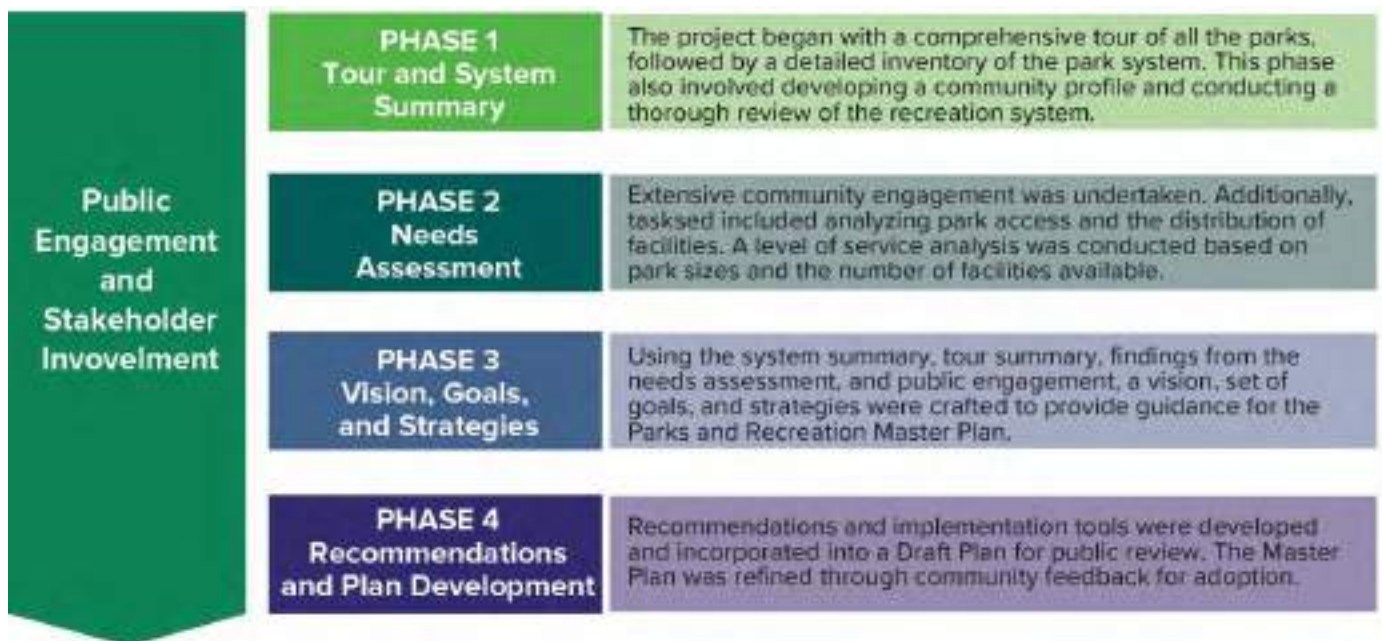 Public
Engagement
and
Stakeholder
Invovelment
PHASE 1
Tour and System
Summary
The project began with a comprehensive tour of all the parks,
followed by a detailed inventory of the park system. This phase
also involved developing a community profile and conducting a
thorough review of the recreation system.
PHASE 2
Needs
Assessment
Extensive community engagement was undertaken. Additionally,
tasksed included analyzing park access and the distribution of
facilities. A level of service analysis was conducted based on
park sizes and the number of facilities available.
PHASE 3
Vision, Goals,
and Strategies
Using the system summary, tour summary, findings from the
needs assessment, and public engagement, a vision, set of
goals, and strategies were crafted to provide guidance for the
Parks and Recreation Master Plan.
PHASE 4
Recommendations
and Plan Development
Recommendations and implementation tools were developed
and incorporated into a Draft Plan for public review. The Master
Plan was refined through community feedback for adoption.